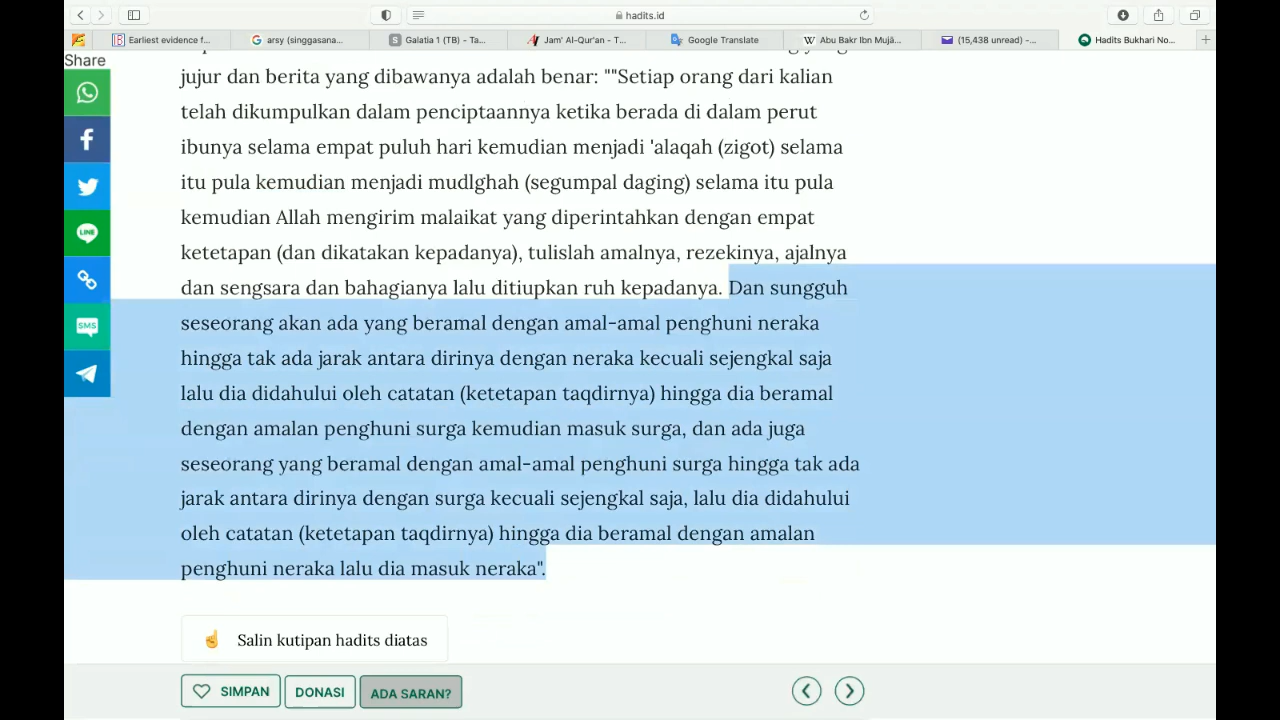 hadits.id
Earliest evidence f...
arsy (singgasana...
Galatia 1 (TB) - Ta...
Jam' Al-Qur'an - T...
Google Translate
Abu Bakr Ibn Mujā...
(15,438 unread) -...
Hadits Bukhari No...
Share
jujur dan berita yang dibawanya adalah benar: ""Setiap orang dari kalian
telah dikumpulkan dalam penciptaannya ketika berada di dalam perut
ibunya selama empat puluh hari kemudian menjadi 'alaqah (zigot) selama
itu pula kemudian menjadi mudlghah (segumpal daging) selama itu pula
kemudian Allah mengirim malaikat yang diperintahkan dengan empat
ketetapan (dan dikatakan kepadanya), tulislah amalnya, rezekinya, ajalnya
dan sengsara dan bahagianya lalu ditiupkan ruh kepadanya. Dan sungguh
seseorang akan ada yang beramal dengan amal-amal penghuni neraka
hingga tak ada jarak antara dirinya dengan neraka kecuali sejengkal saja
lalu dia didahului oleh catatan (ketetapan taqdirnya) hingga dia beramal
dengan amalan penghuni surga kemudian masuk surga, dan ada juga
seseorang yang beramal dengan amal-amal penghuni surga hingga tak ada
jarak antara dirinya dengan surga kecuali sejengkal saja, lalu dia didahului
oleh catatan (ketetapan taqdirnya) hingga dia beramal dengan amalan
penghuni neraka lalu dia masuk neraka".
LINE
SMS
Salin kutipan hadits diatas
SIMPAN
DONASI
ADA SARAN?